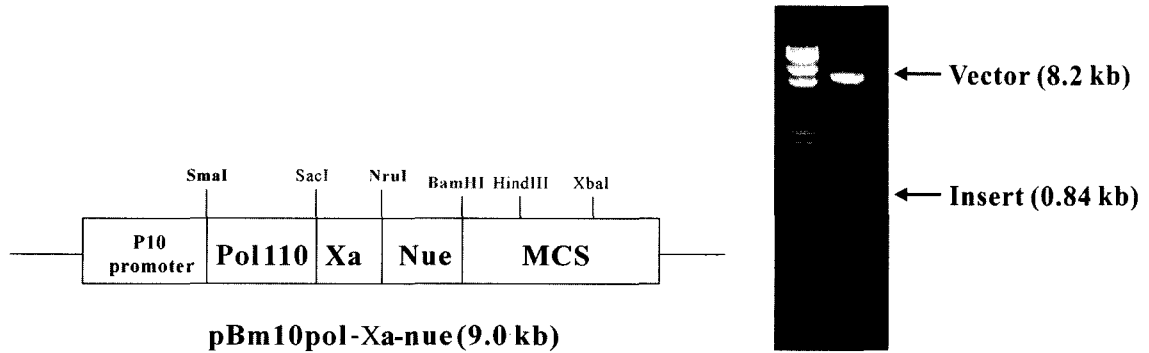 SmaI
SacI
NruI
BamHI
HindIII
XbaI
P10
promoter
Pol110
Xa
Nue
MCS
pBm10pol-Xa-nue (9.0 kb)
Vector (8.2 kb)
Insert (0.84 kb)